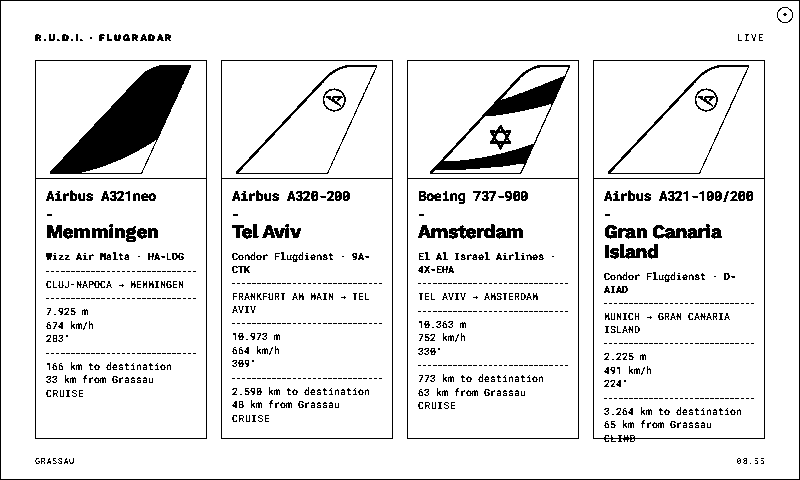 R.U.D.I. · FLUGRADAR
LIVE
Airbus A321neo
-
Memmingen
Wizz Air Malta · HA-LDG
CLUJ-NAPOCA → MEMMINGEN
7.925 m
674 km/h
283°
166 km to destination
33 km from Grassau
CRUISE
Airbus A320-200
-
Tel Aviv
Condor Flugdienst · 9A-
CTK
FRANKFURT AM MAIN → TEL
AVIV
10.973 m
664 km/h
309°
2.590 km to destination
48 km from Grassau
CRUISE
Boeing 737-900
-
Amsterdam
El Al Israel Airlines ·
4X-EHA
TEL AVIV → AMSTERDAM
10.363 m
752 km/h
330°
773 km to destination
63 km from Grassau
CRUISE
Airbus A321-100/200
-
Gran Canaria
Island
Condor Flugdienst · D-
AIAD
MUNICH → GRAN CANARIA
ISLAND
2.225 m
491 km/h
224°
3.264 km to destination
65 km from Grassau
CLIMB
GRASSAU
08.55